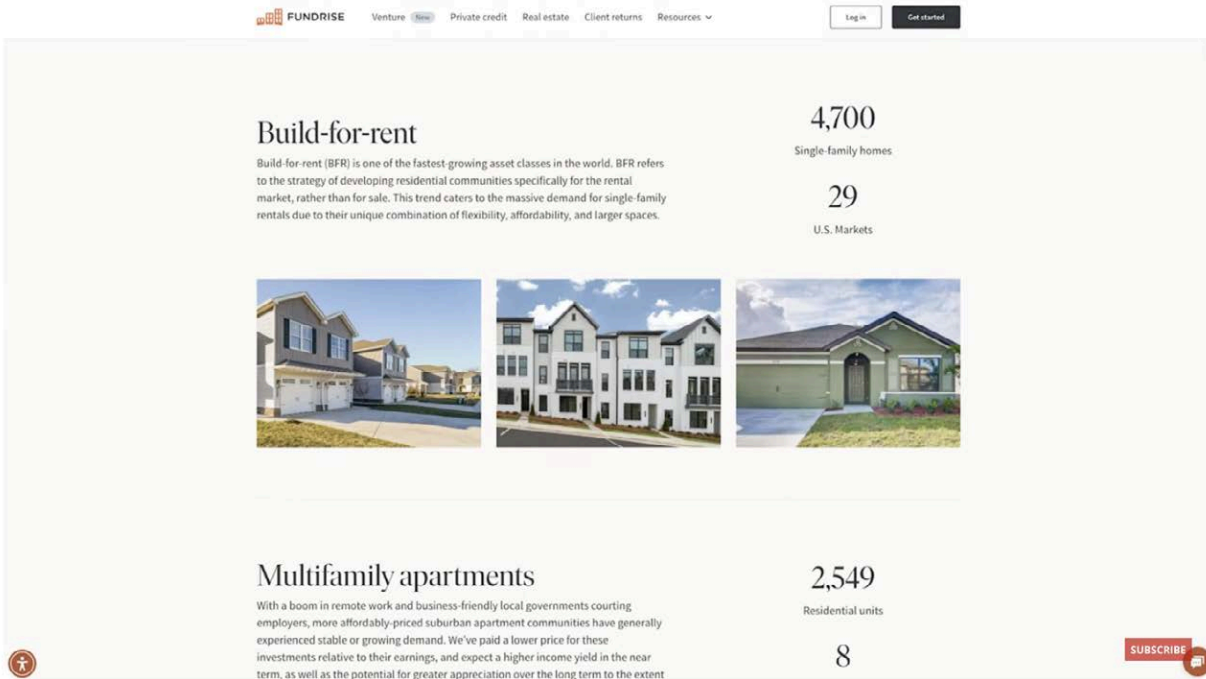 FUNDRISE
Venture New Private credit Real estate Client returns Resources
Log in
Get started
Build-for-rent
Build-for-rent (BFR) is one of the fastest-growing asset classes in the world. BFR refers
to the strategy of developing residential communities specifically for the rental
market, rather than for sale. This trend caters to the massive demand for single-family
rentals due to their unique combination of flexibility, affordability, and larger spaces.
4,700
Single-family homes
29
U.S. Markets
Multifamily apartments
With a boom in remote work and business-friendly local governments courting
employers, more affordably-priced suburban apartment communities have generally
experienced stable or growing demand. We've paid a lower price for these
investments relative to their earnings, and expect a higher income yield in the near
term, as well as the potential for greater appreciation over the long term to the extent
2,549
Residential units
8
SUBSCRIBE